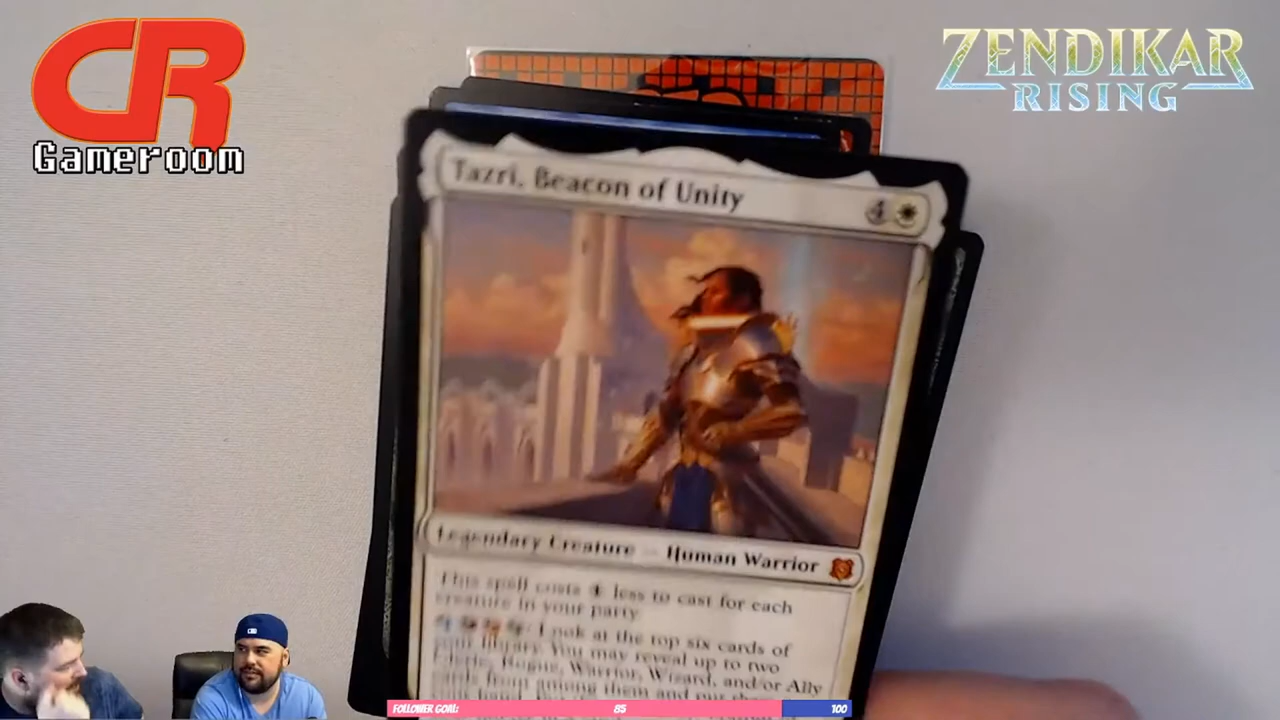 CR
Gameroom
ZENDIKAR
RISING
Tazri, Beacon of Unity
4
Legendary Creature — Human Warrior
This spell costs 1 less to cast for each
creature in your party.
: Look at the top six cards of
your library. You may reveal up to two
Cleric, Rogue, Warrior, Wizard, and/or Ally
cards from among them and put them
FOLLOWER GOAL: 85 100